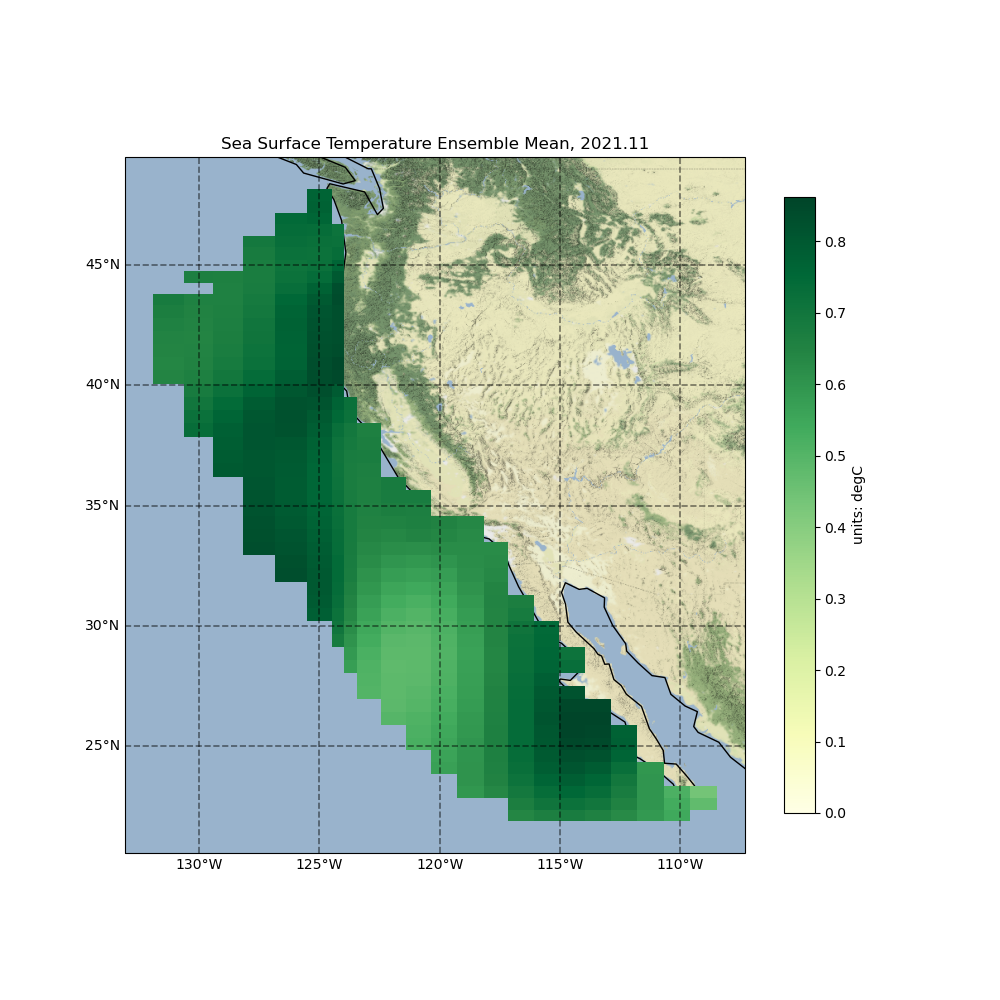 Sea Surface Temperature Ensemble Mean, 2021.11
45°N
40°N
35°N
30°N
25°N
130°W
125°W
120°W
115°W
110°W
0.8
0.7
0.6
0.5
0.4
0.3
0.2
0.1
0.0
units: degC